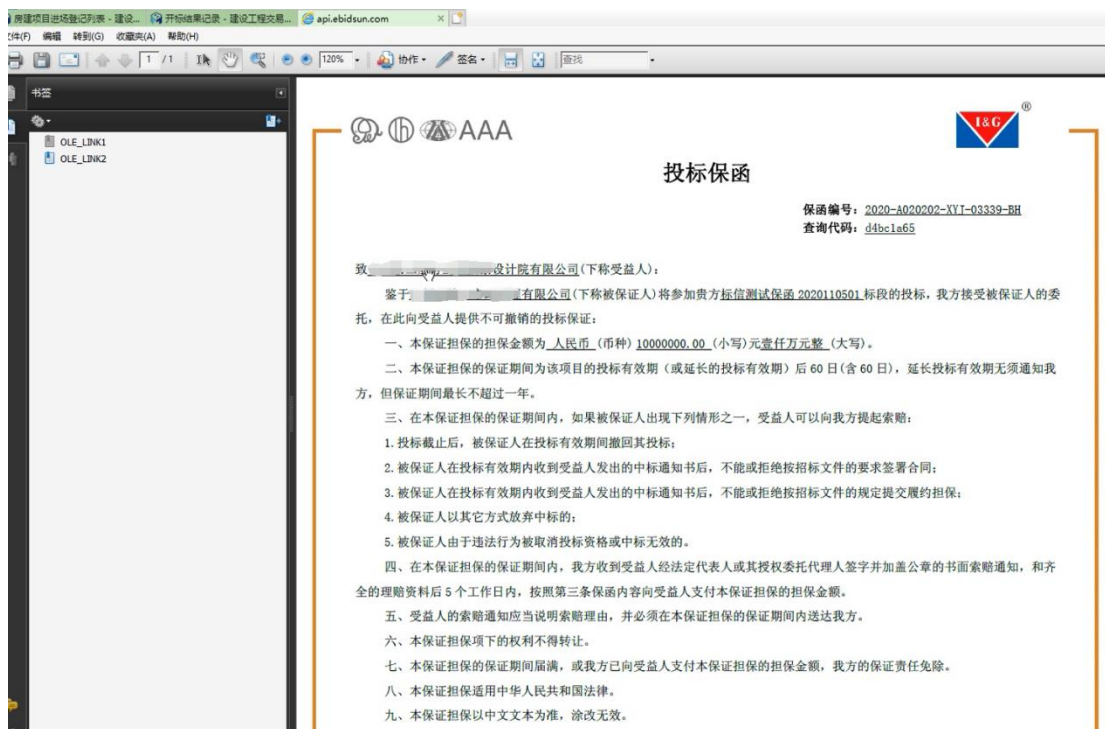 房建项目进场登记列表 - 建设... 开标结果记录 - 建设工程交易... api.ebidsun.com
文件(F) 编辑 转到(G) 收藏夹(A) 帮助(H)
1 /1 120% 协作 签名 查找
书签
OLE_LINK1
OLE_LINK2
AAA
I&G ®
投标保函
保函编号：2020-A020202-XYJ-03339-BH
查询代码：d4bc1a65
致 设计院有限公司(下称受益人)：
鉴于 有限公司(下称被保证人)将参加贵方标信测试保函 2020110501 标段的投标，我方接受被保证人的委
托，在此向受益人提供不可撤销的投标保证：
一、本保证担保的担保金额为 人民币 (币种) 10000000.00 (小写)元壹仟万元整 (大写)。
二、本保证担保的保证期间为该项目的投标有效期（或延长的投标有效期）后 60 日(含 60 日)，延长投标有效期无须通知我
方，但保证期间最长不超过一年。
三、在本保证担保的保证期间内，如果被保证人出现下列情形之一，受益人可以向我方提起索赔：
1.投标截止后，被保证人在投标有效期间撤回其投标；
2.被保证人在投标有效期内收到受益人发出的中标通知书后，不能或拒绝按招标文件的要求签署合同；
3.被保证人在投标有效期内收到受益人发出的中标通知书后，不能或拒绝按招标文件的规定提交履约担保；
4.被保证人以其它方式放弃中标的；
5.被保证人由于违法行为被取消投标资格或中标无效的。
四、在本保证担保的保证期间内，我方收到受益人经法定代表人或其授权委托代理人签字并加盖公章的书面索赔通知，和齐
全的理赔资料后 5 个工作日内，按照第三条保函内容向受益人支付本保证担保的担保金额。
五、受益人的索赔通知应当说明索赔理由，并必须在本保证担保的保证期间内送达我方。
六、本保证担保项下的权利不得转让。
七、本保证担保的保证期间届满，或我方已向受益人支付本保证担保的担保金额，我方的保证责任免除。
八、本保证担保适用中华人民共和国法律。
九、本保证担保以中文文本为准，涂改无效。